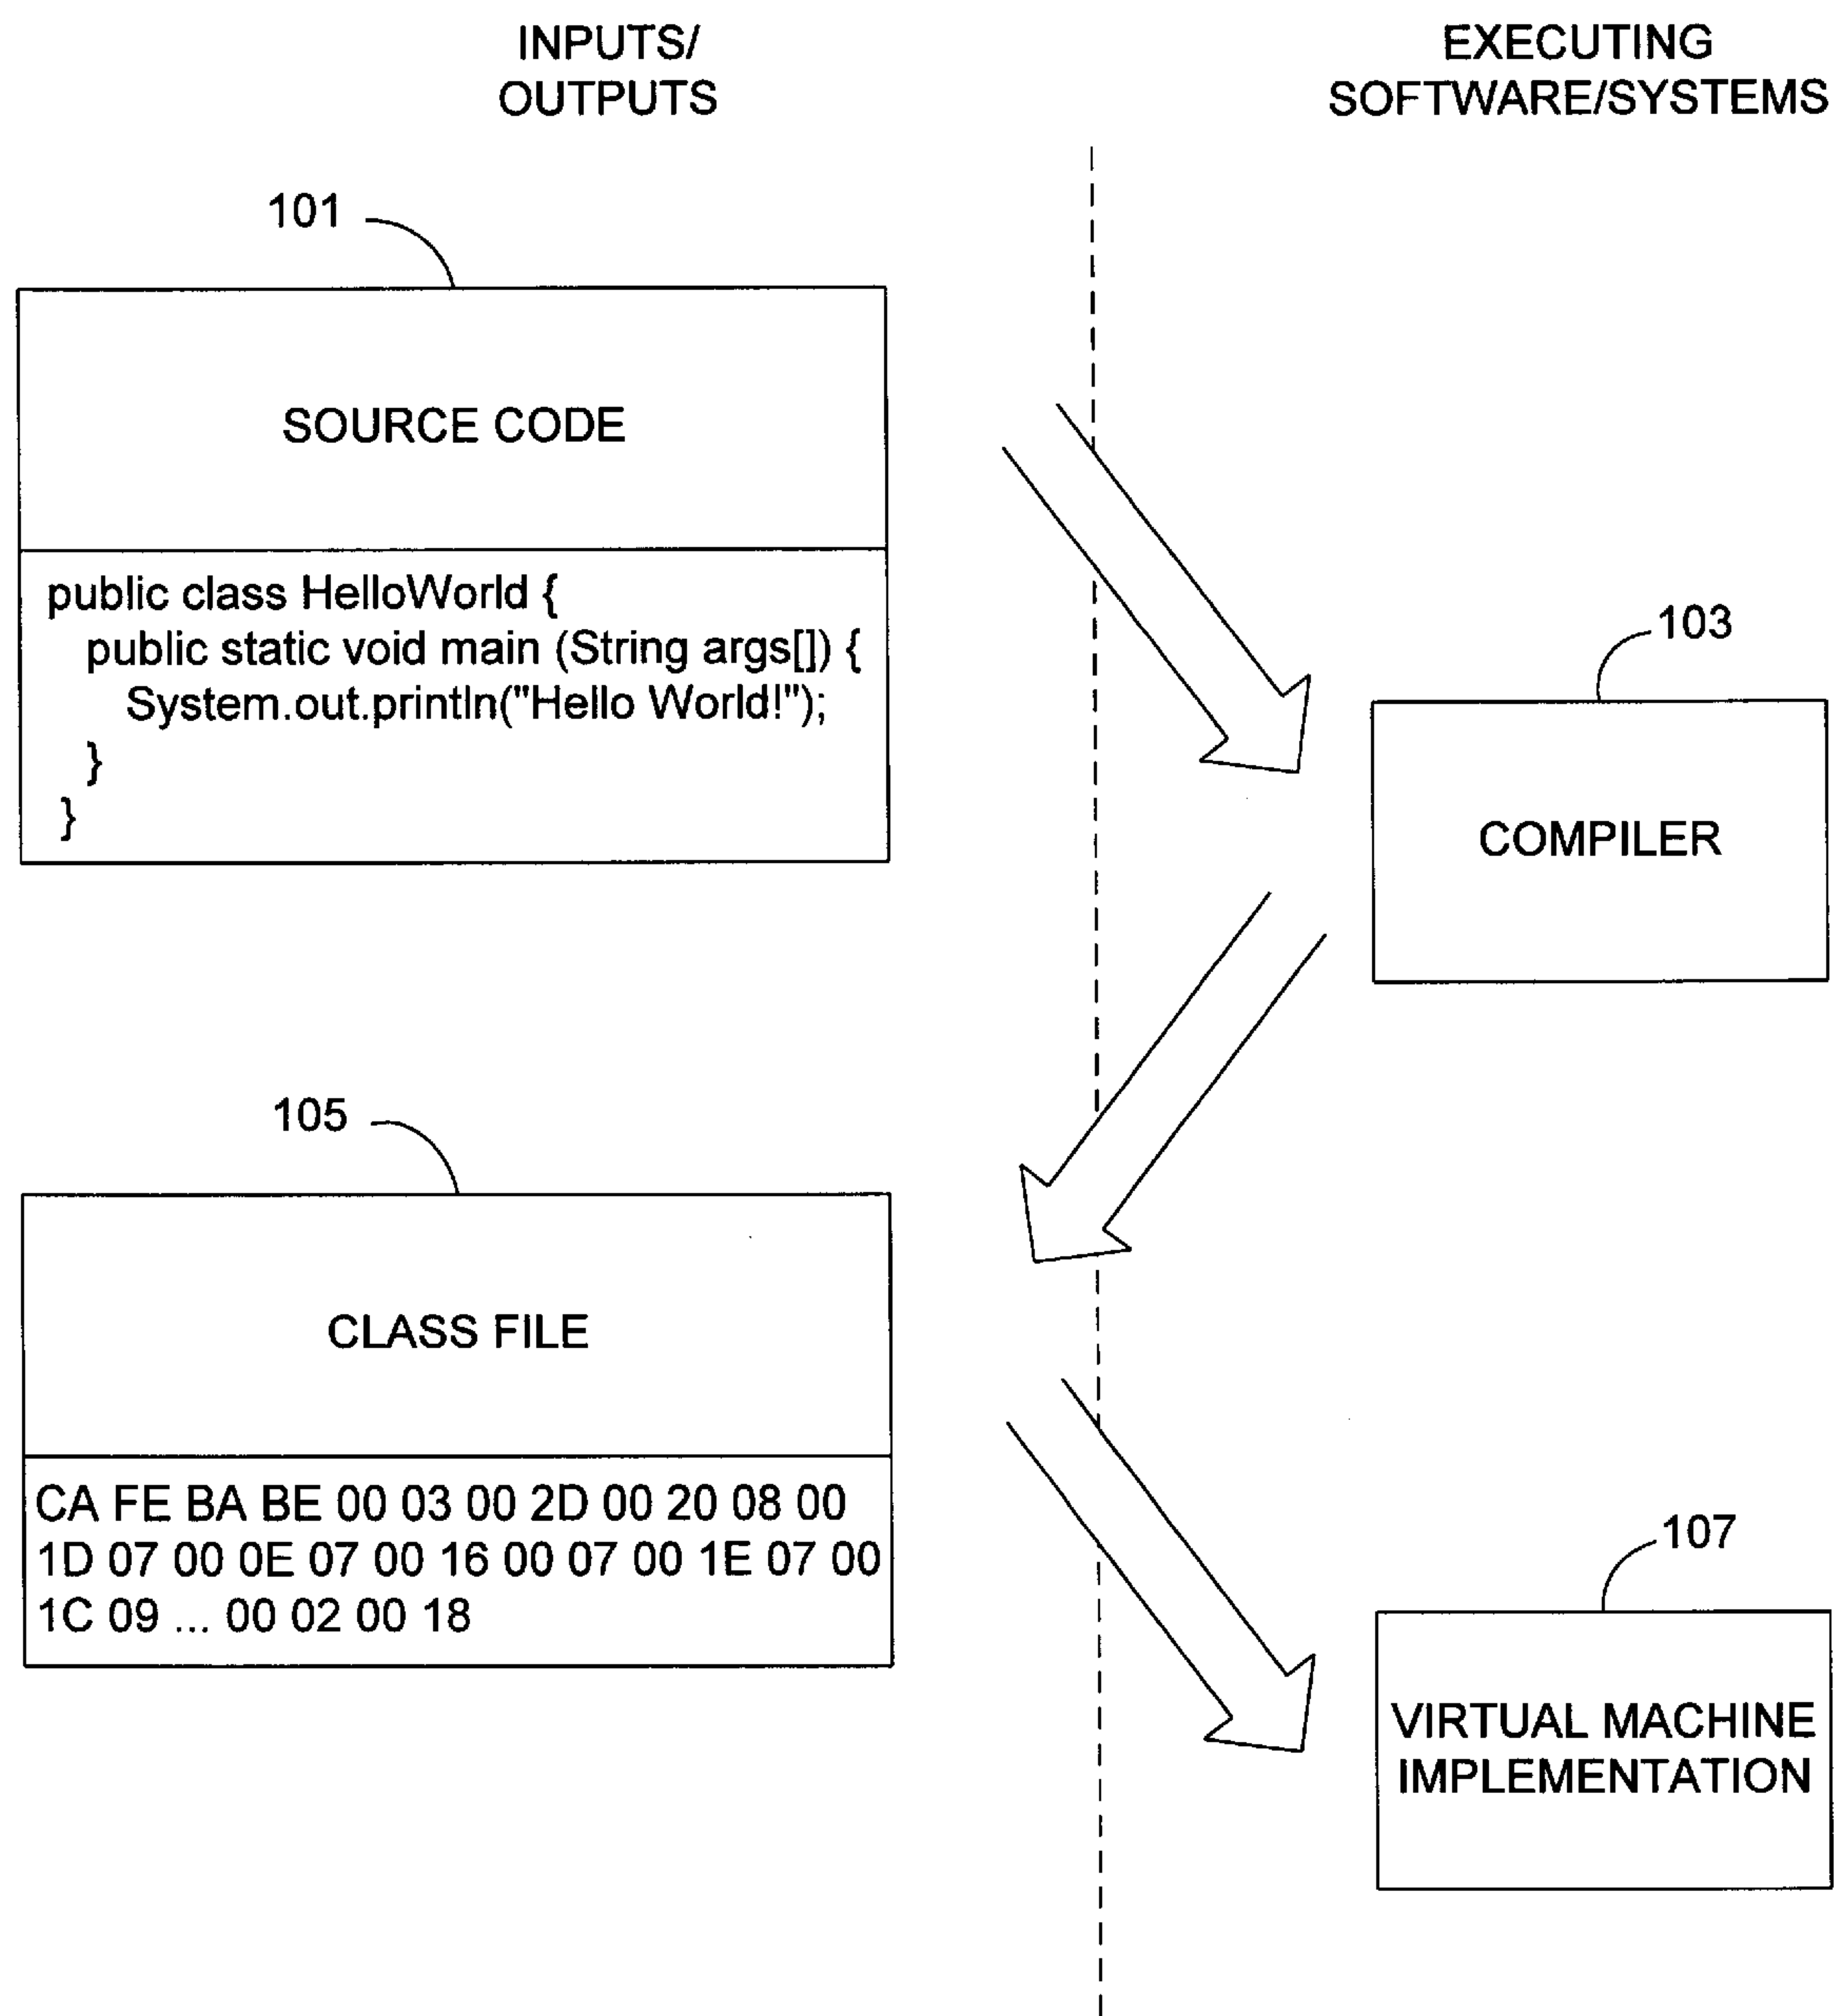 INPUTS/
OUTPUTS
EXECUTING
SOFTWARE/SYSTEMS
101
SOURCE CODE
public class HelloWorld {
public static void main (String args[]) {
System.out.println("Hello World!");
}
}
103
COMPILER
105
CLASS FILE
CA FE BA BE 00 03 00 2D 00 20 08 00
1D 07 00 0E 07 00 16 00 07 00 1E 07 00
1C 09 ... 00 02 00 18
107
VIRTUAL MACHINE
IMPLEMENTATION